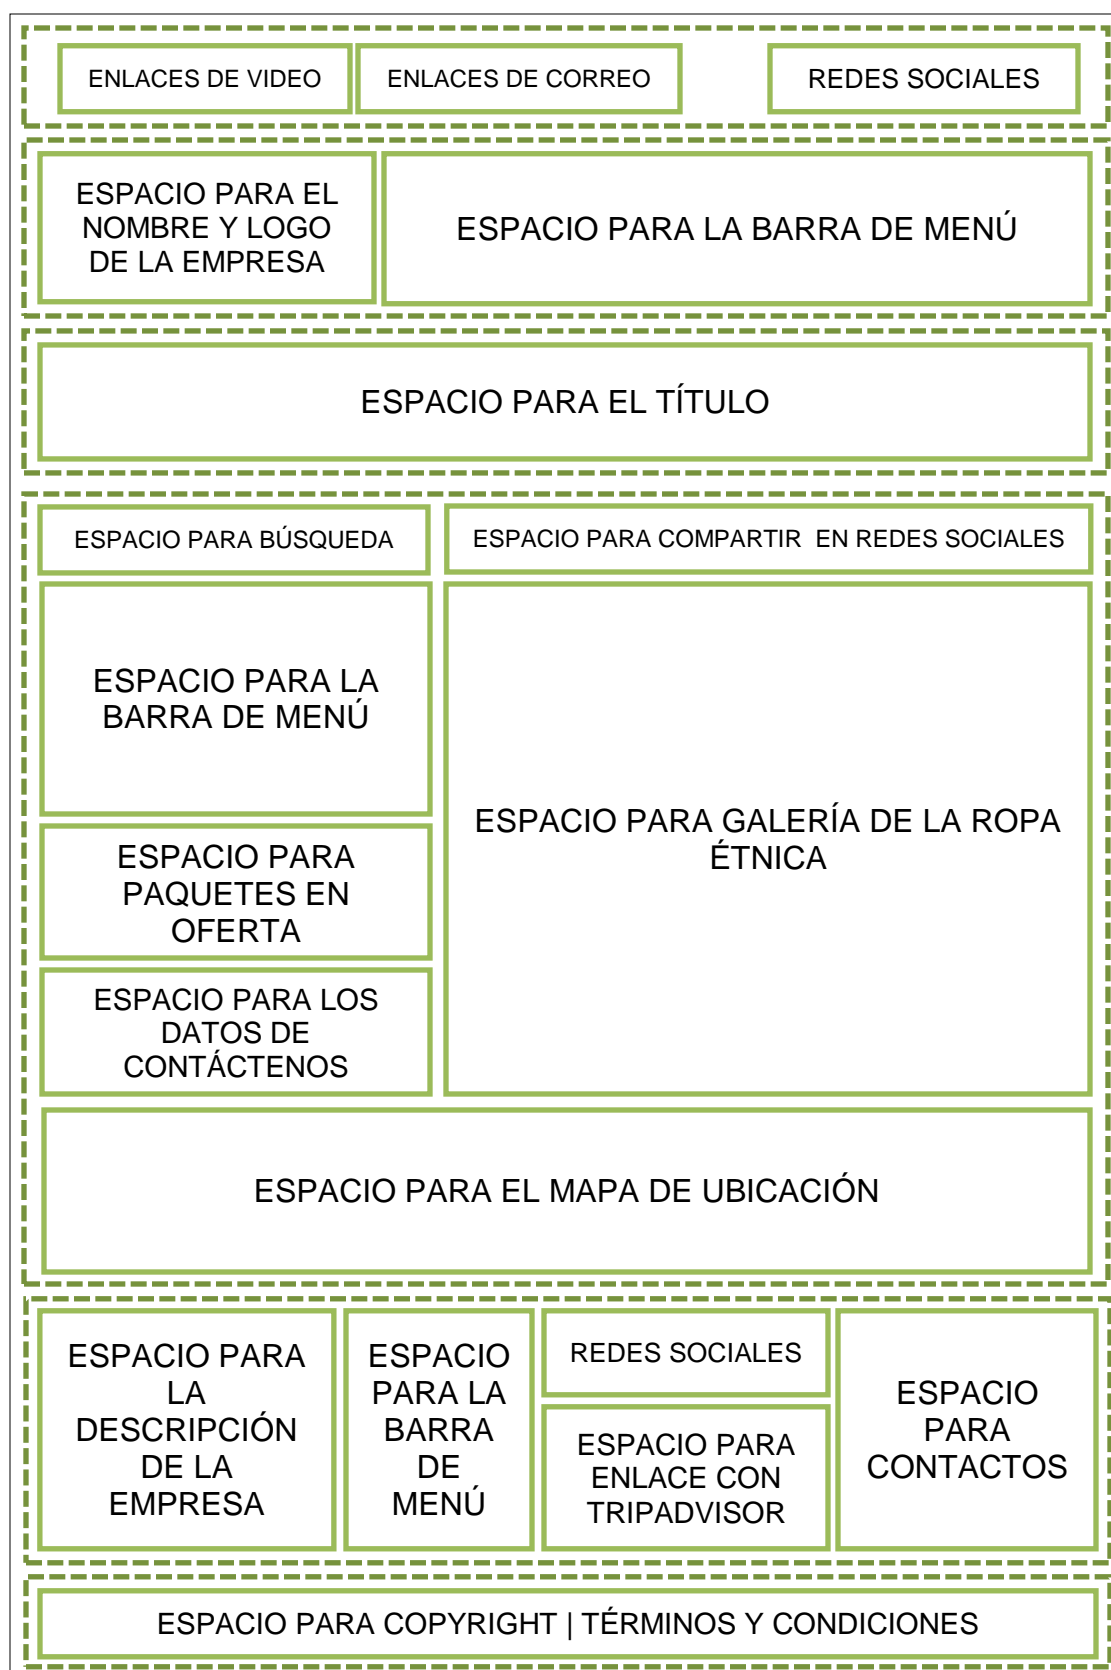 ENLACES DE VIDEO
ENLACES DE CORREO
REDES SOCIALES
ESPACIO PARA EL
NOMBRE Y LOGO
DE LA EMPRESA
ESPACIO PARA LA BARRA DE MENÚ
ESPACIO PARA EL TÍTULO
ESPACIO PARA BÚSQUEDA
ESPACIO PARA COMPARTIR EN REDES SOCIALES
ESPACIO PARA LA
BARRA DE MENÚ
ESPACIO PARA
PAQUETES EN
OFERTA
ESPACIO PARA LOS
DATOS DE
CONTÁCTENOS
ESPACIO PARA GALERÍA DE LA ROPA
ÉTNICA
ESPACIO PARA EL MAPA DE UBICACIÓN
ESPACIO PARA
LA
DESCRIPCIÓN
DE LA
EMPRESA
ESPACIO
PARA LA
BARRA
DE
MENÚ
REDES SOCIALES
ESPACIO PARA
ENLACE CON
TRIPADVISOR
ESPACIO
PARA
CONTACTOS
ESPACIO PARA COPYRIGHT | TÉRMINOS Y CONDICIONES